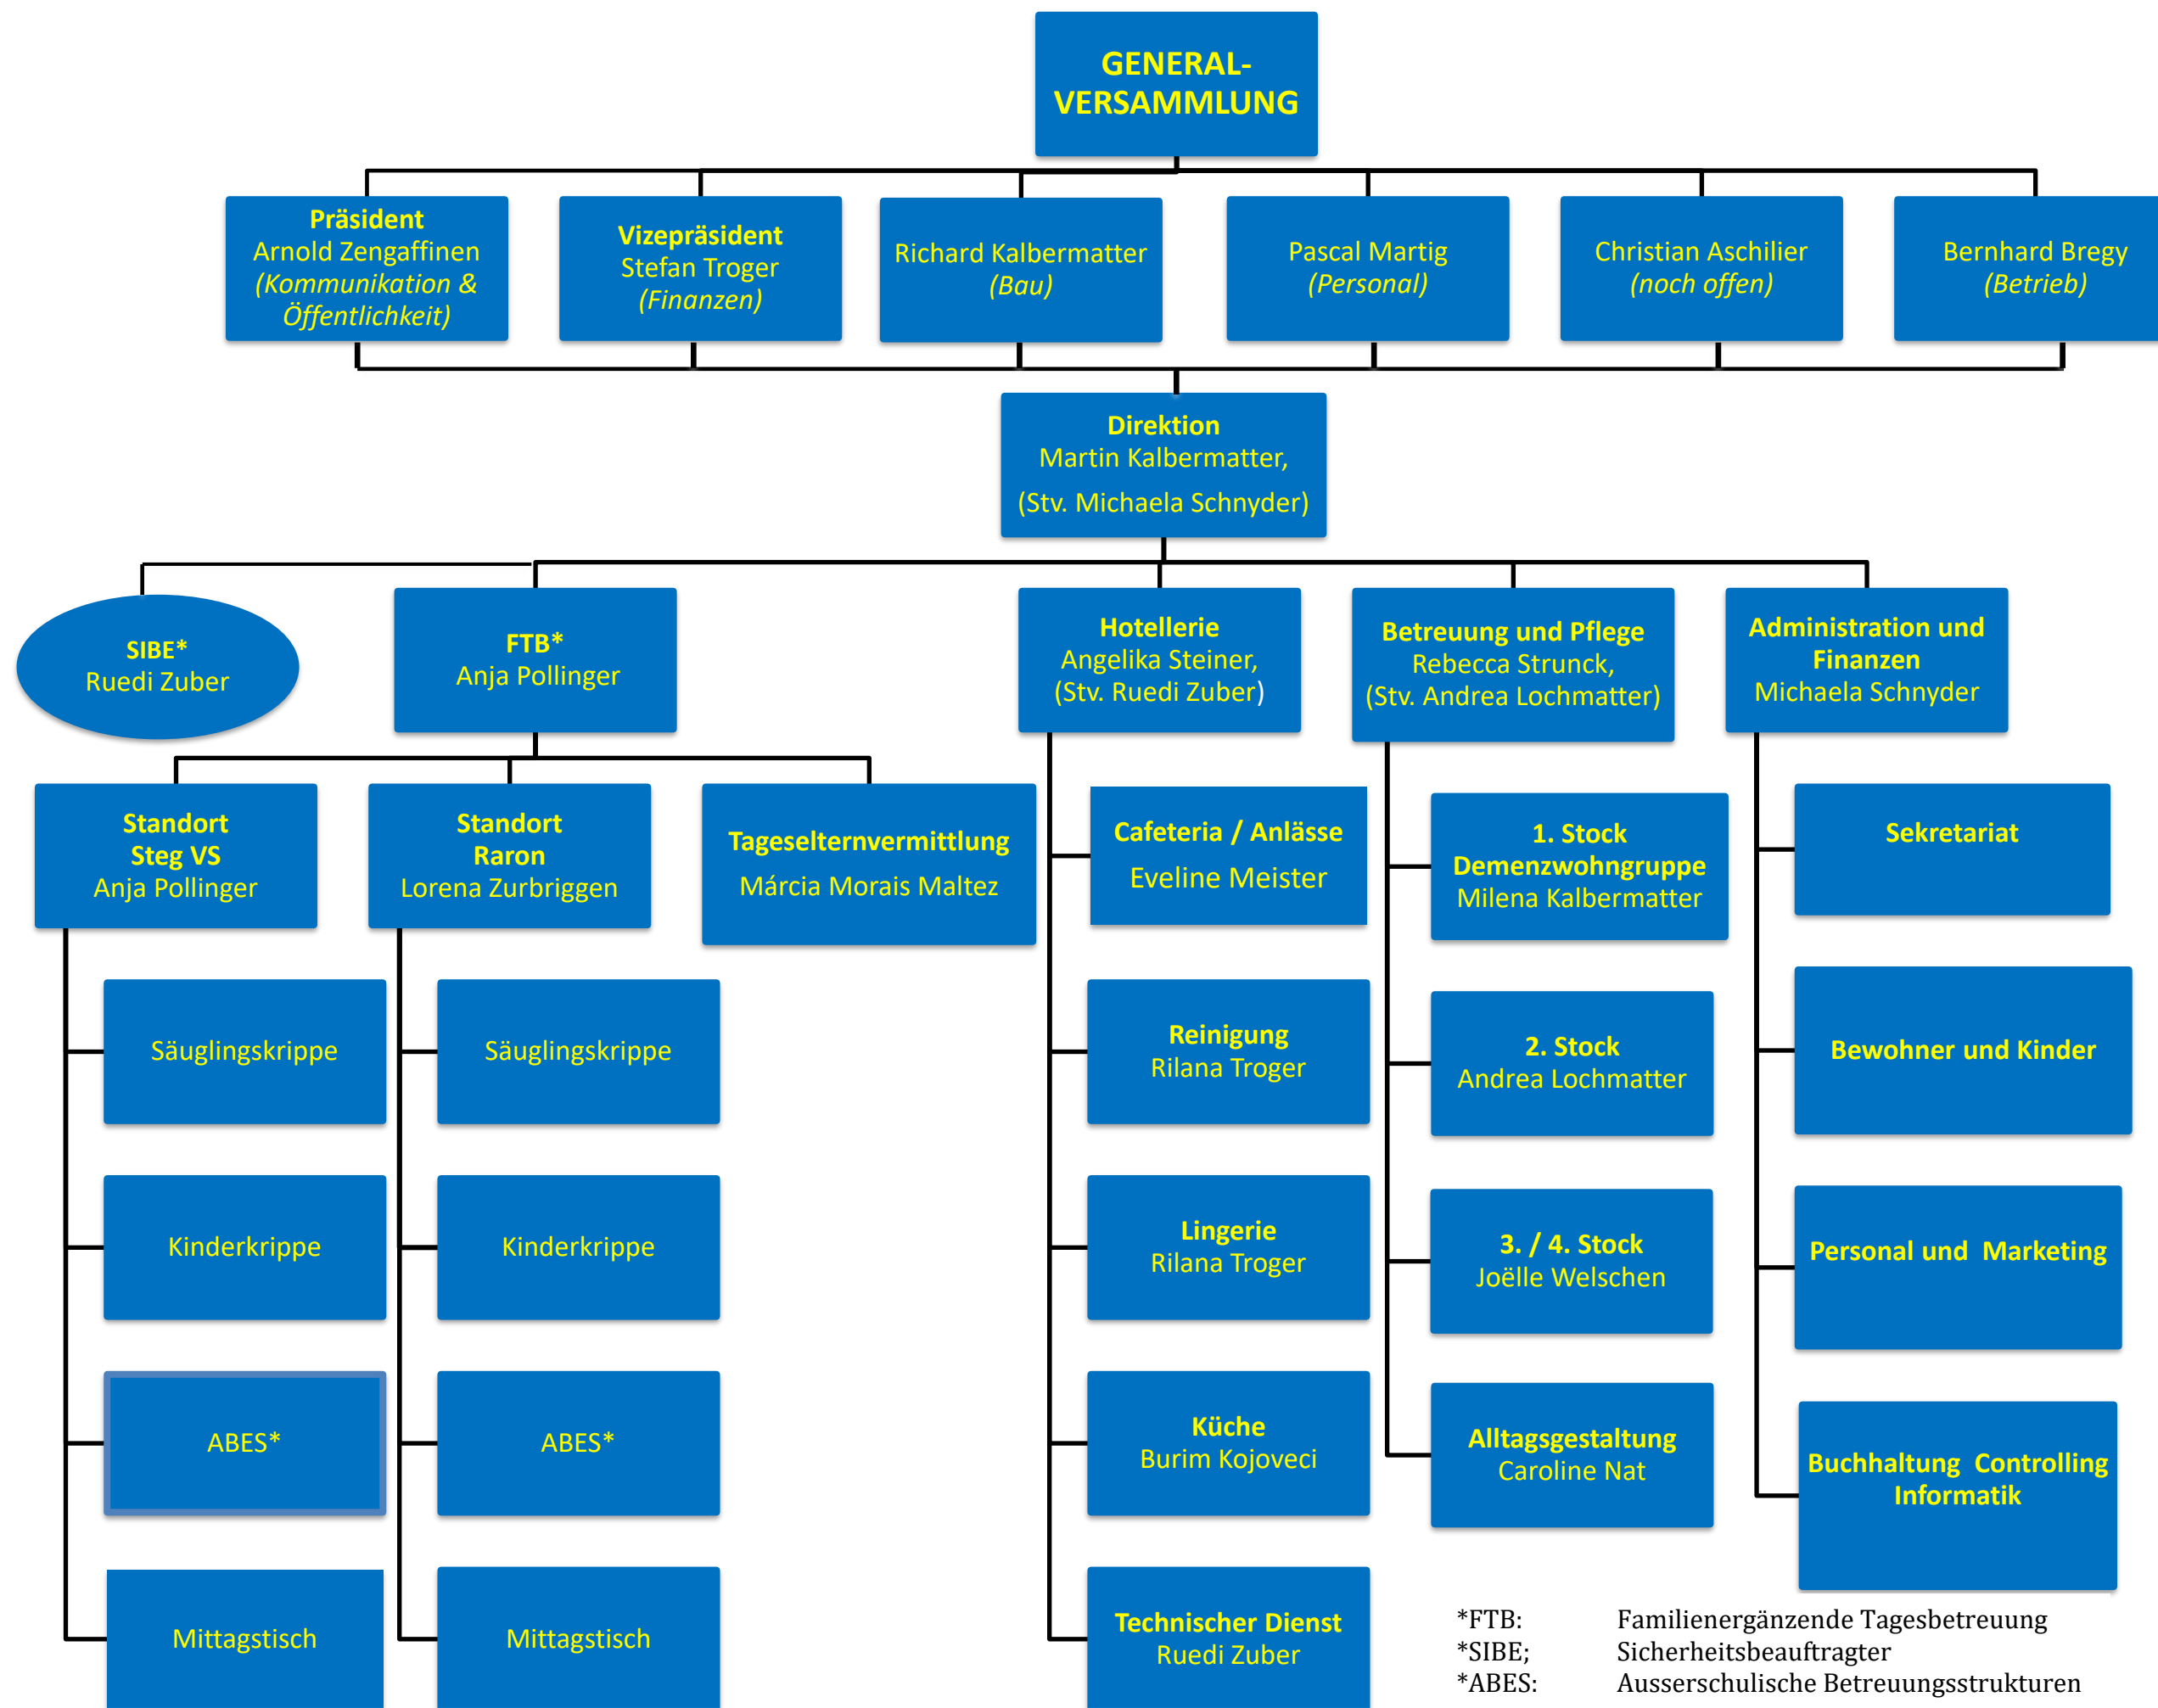 GENERAL-
VERSAMMLUNG
Präsident
Arnold Zengaffinen
(Kommunikation &
Öffentlichkeit)
Vizepräsident
Stefan Troger
(Finanzen)
Richard Kalbermatter
(Bau)
Pascal Martig
(Personal)
Christian Aschilier
(noch offen)
Bernhard Bregy
(Betrieb)
Direktion
Martin Kalbermatter,
(Stv. Michaela Schnyder)
SIBE*
Ruedi Zuber
FTB*
Anja Pollinger
Hotellerie
Angelika Steiner,
(Stv. Ruedi Zuber)
Betreuung und Pflege
Rebecca Strunck,
(Stv. Andrea Lochmatter)
Administration und
Finanzen
Michaela Schnyder
Standort
Steg VS
Anja Pollinger
Säuglingskrippe
Kinderkrippe
ABES*
Mittagstisch
Standort
Raron
Lorena Zurbriggen
Säuglingskrippe
Kinderkrippe
ABES*
Mittagstisch
Tageselternvermittlung
Márcia Morais Maltez
Cafeteria / Anlässe
Eveline Meister
Reinigung
Rilana Troger
Lingerie
Rilana Troger
Küche
Burim Kojoveci
Technischer Dienst
Ruedi Zuber
1. Stock
Demenzwohngruppe
Milena Kalbermatter
2. Stock
Andrea Lochmatter
3. / 4. Stock
Joëlle Welschen
Alltagsgestaltung
Caroline Nat
Sekretariat
Bewohner und Kinder
Personal und  Marketing
Buchhaltung  Controlling
Informatik
*FTB: Familienergänzende Tagesbetreuung
*SIBE; Sicherheitsbeauftragter
*ABES: Ausserschulische Betreuungsstrukturen